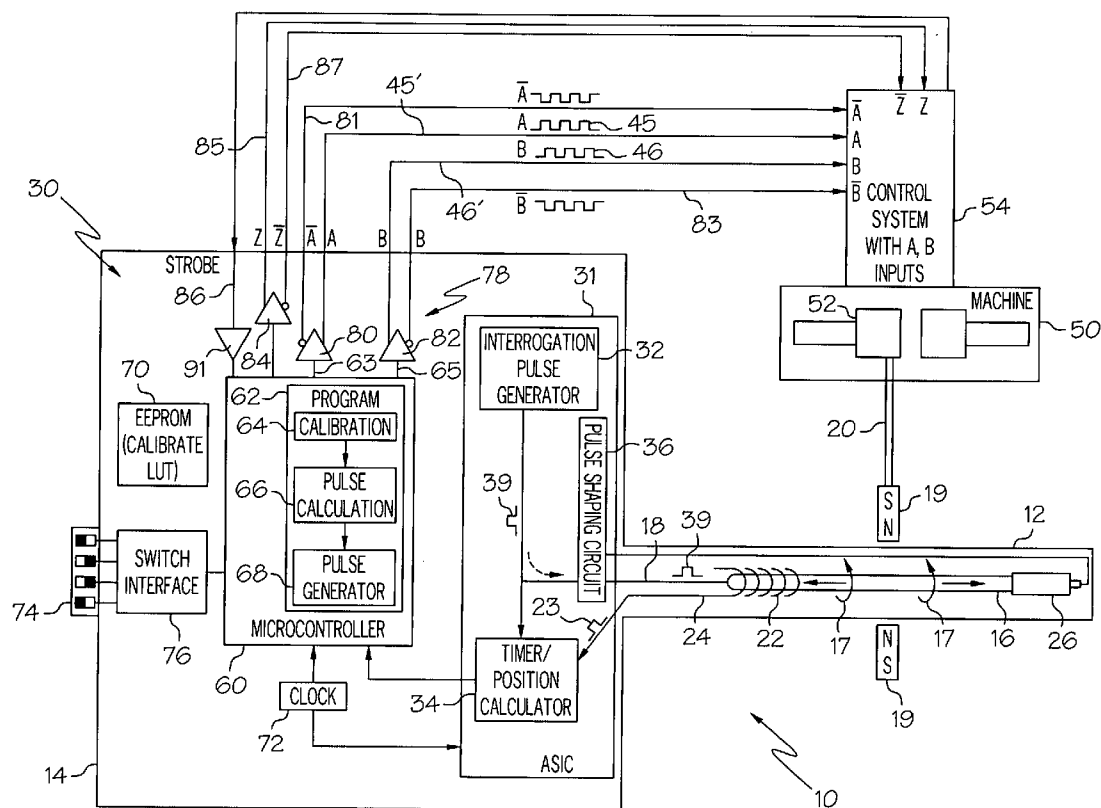 87
Z̅ Z
45'
A̅
81
A̅
A
45
A
85
B
46
B
30
46'
B̅
B̅
83
CONTROL
SYSTEM
WITH A, B
INPUTS
54
Z Z̅ A̅ A B B
STROBE
31
78
86
52
MACHINE
50
INTERROGATION
PULSE
GENERATOR
32
84
80
82
91
63
65
70
62
PROGRAM
EEPROM
(CALIBRATE
LUT)
64
CALIBRATION
36
PULSE SHAPING CIRCUIT
20
66
PULSE
CALCULATION
39
S
N
19
12
SWITCH
INTERFACE
68
PULSE
GENERATOR
18
39
74
MICROCONTROLLER
23
24
22
17
17
16
26
76
60
TIMER/
POSITION
CALCULATOR
34
N
S
19
CLOCK
72
14
ASIC
10